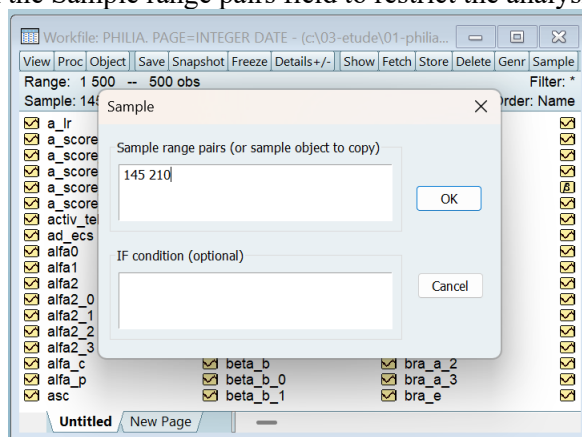 the Sample range pairs field to restrict the analys
Workfile: PHILIA. PAGE=INTEGER DATE - (c:\03-etude\01-philia...
View Proc Object Save Snapshot Freeze Details+/- Show Fetch Store Delete Genr Sample
Range: 1 500 -- 500 obs Filter: *
Sample: 145 Order: Name
Sample
Sample range pairs (or sample object to copy)
145 210
OK
IF condition (optional)
Cancel
a_lr
a_score
a_score
a_score
a_score
a_score
activ_tel
ad_ecs
alfa0
alfa1
alfa2
alfa2_0
alfa2_1
alfa2_2
alfa2_3
alfa_c beta_b bra_a_2
alfa_p beta_b_0 bra_a_3
asc beta_b_1 bra_e
Untitled New Page